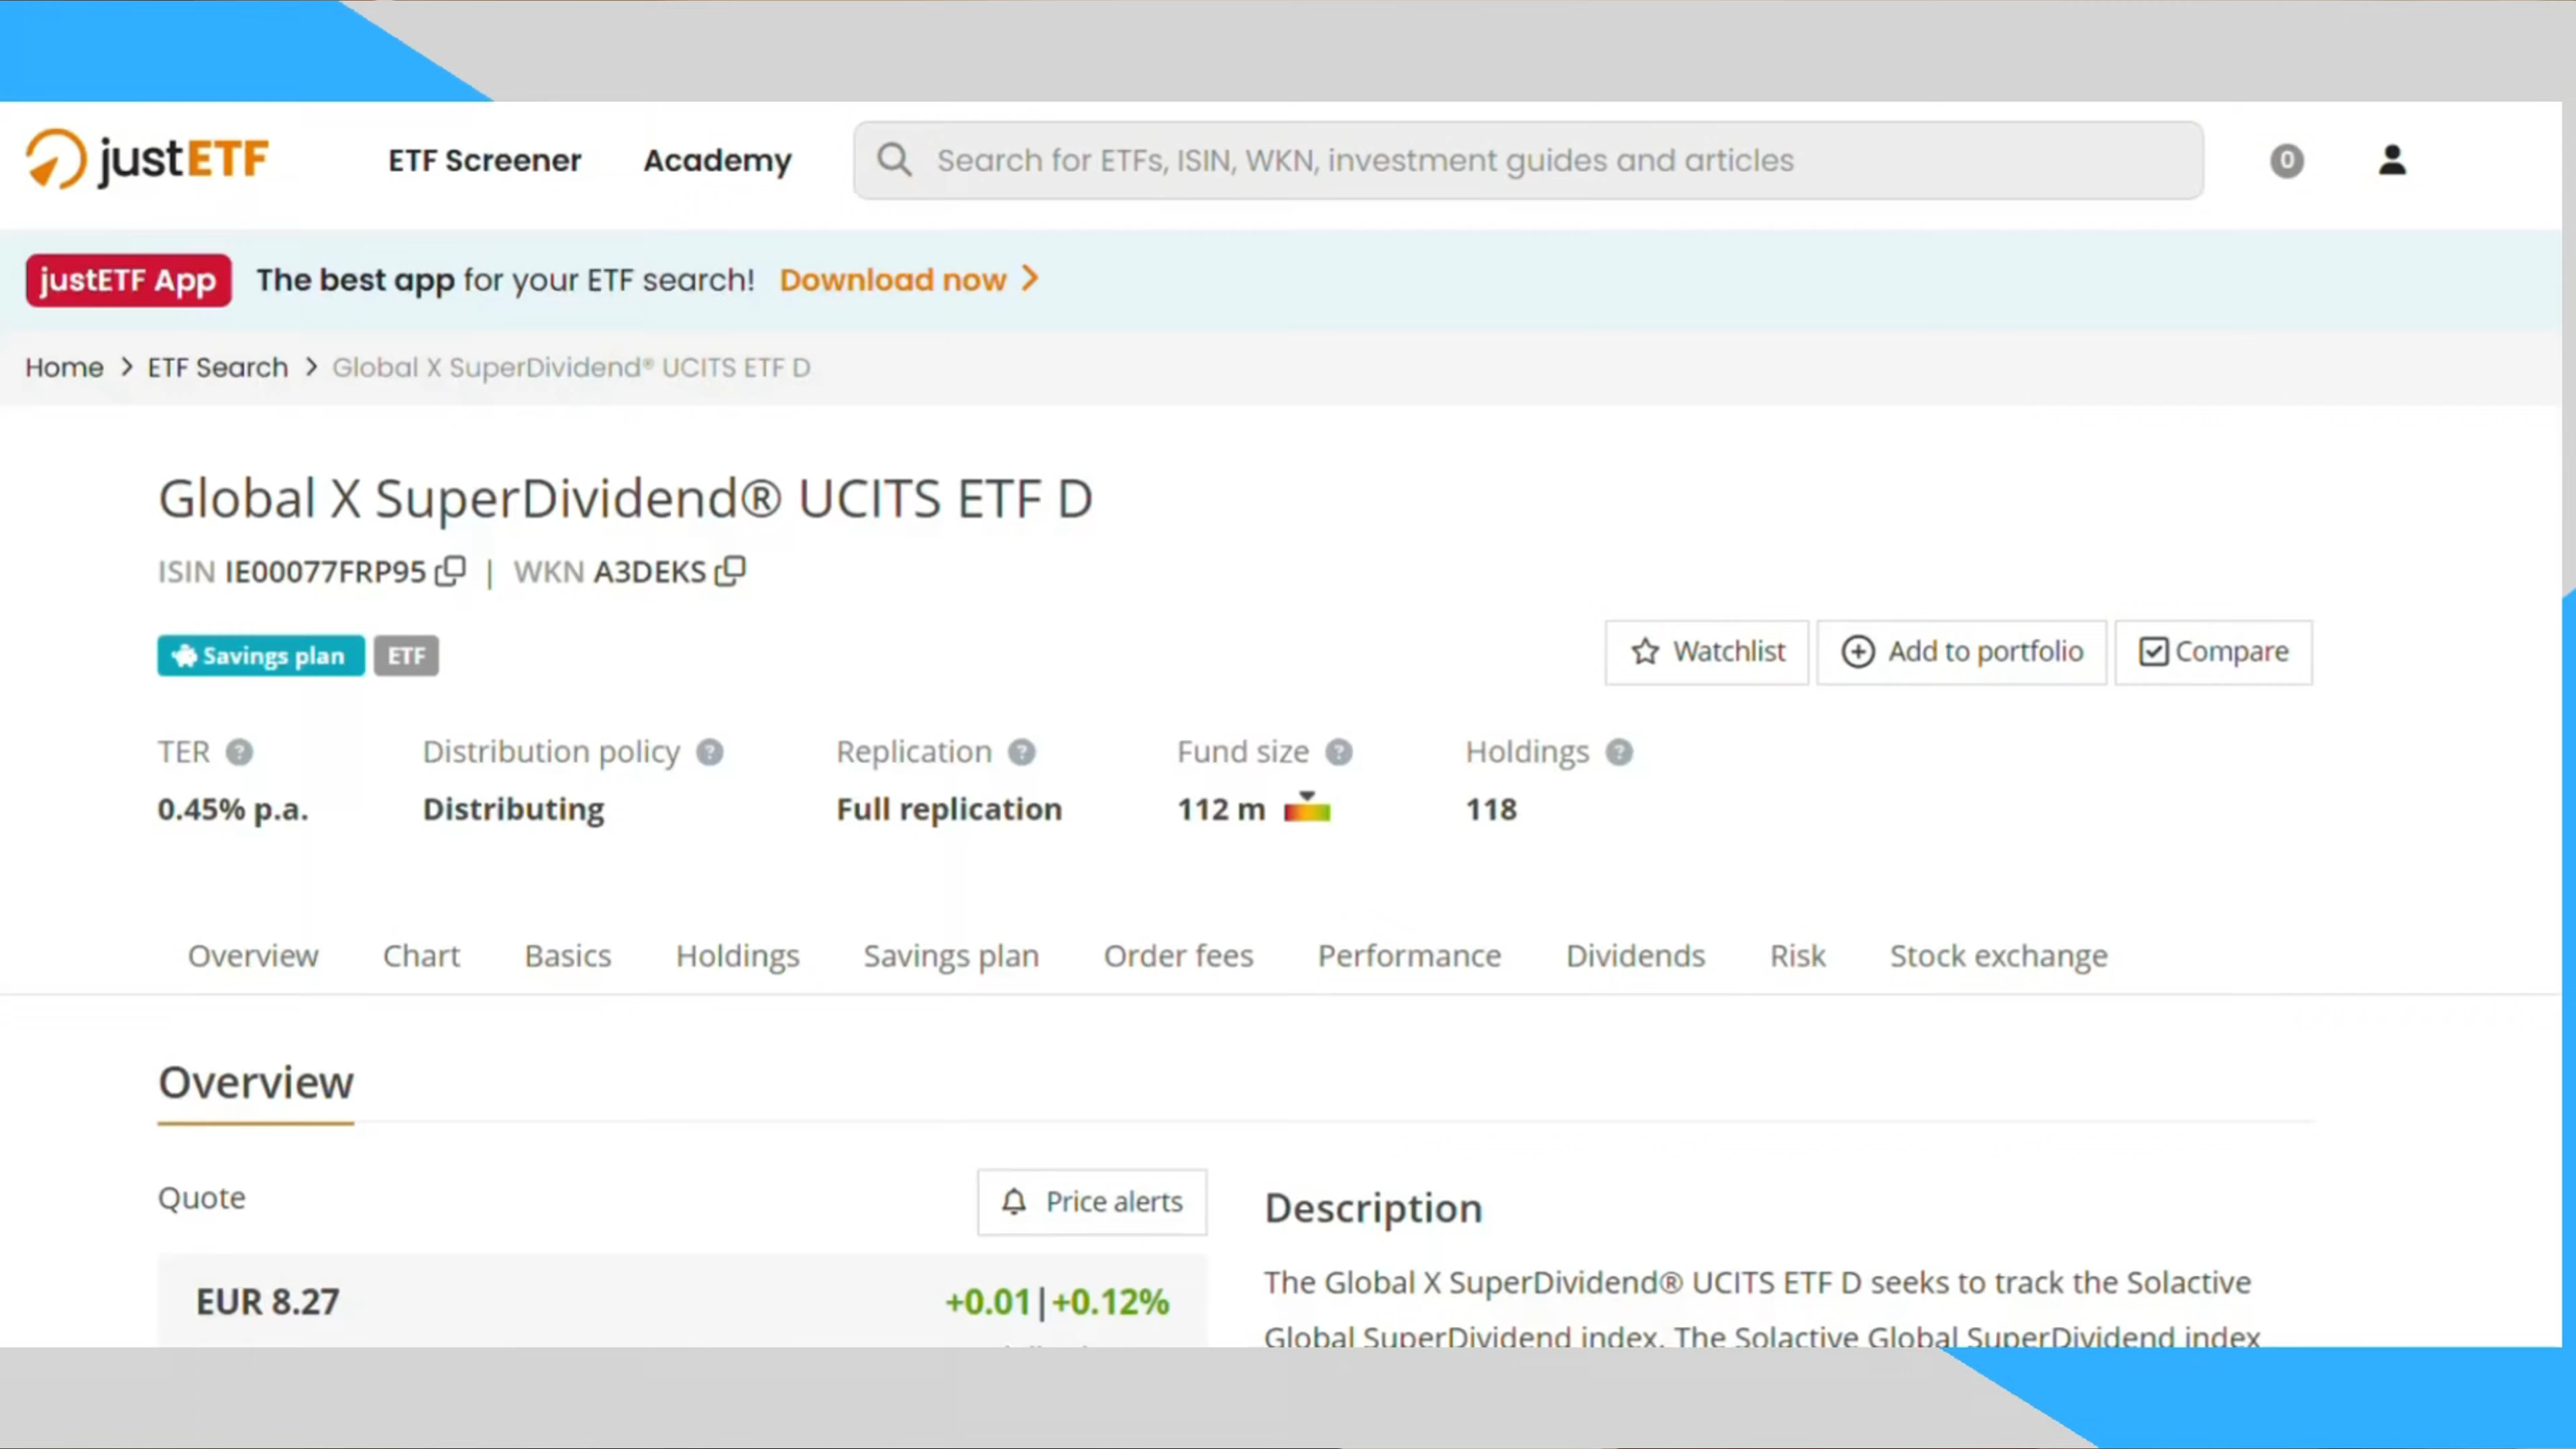 justETF
ETF Screener Academy Search for ETFs, ISIN, WKN, investment guides and articles 0
justETF App The best app for your ETF search! Download now
Home > ETF Search > Global X SuperDividend® UCITS ETF D
Global X SuperDividend® UCITS ETF D
ISIN IE00077FRP95 | WKN A3DEKS
Savings plan ETF
Watchlist Add to portfolio Compare
TER ? Distribution policy ? Replication ? Fund size ? Holdings ?
0.45% p.a. Distributing Full replication 112 m 118
Overview Chart Basics Holdings Savings plan Order fees Performance Dividends Risk Stock exchange
Overview
Quote Price alerts
EUR 8.27 +0.01|+0.12%
Description
The Global X SuperDividend® UCITS ETF D seeks to track the Solactive
Global SuperDividend index. The Solactive Global SuperDividend index